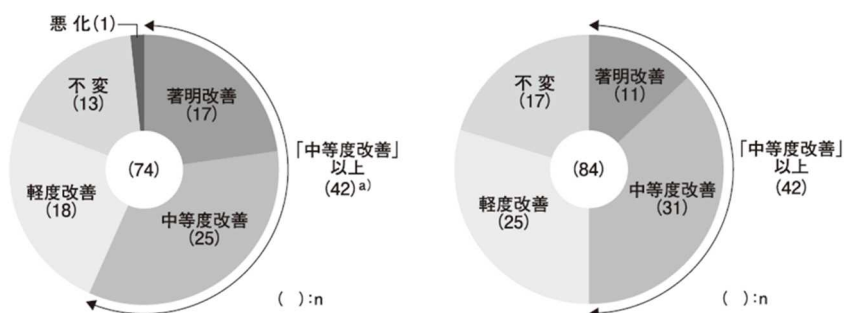 悪 化(1)
不 変
(13)
著明改善
(17)
(74)
「中等度改善」
以上
(42)a)
軽度改善
(18)
中等度改善
(25)
( ):n
不 変
(17)
著明改善
(11)
(84)
「中等度改善」
以上
(42)
軽度改善
(25)
中等度改善
(31)
( ):n